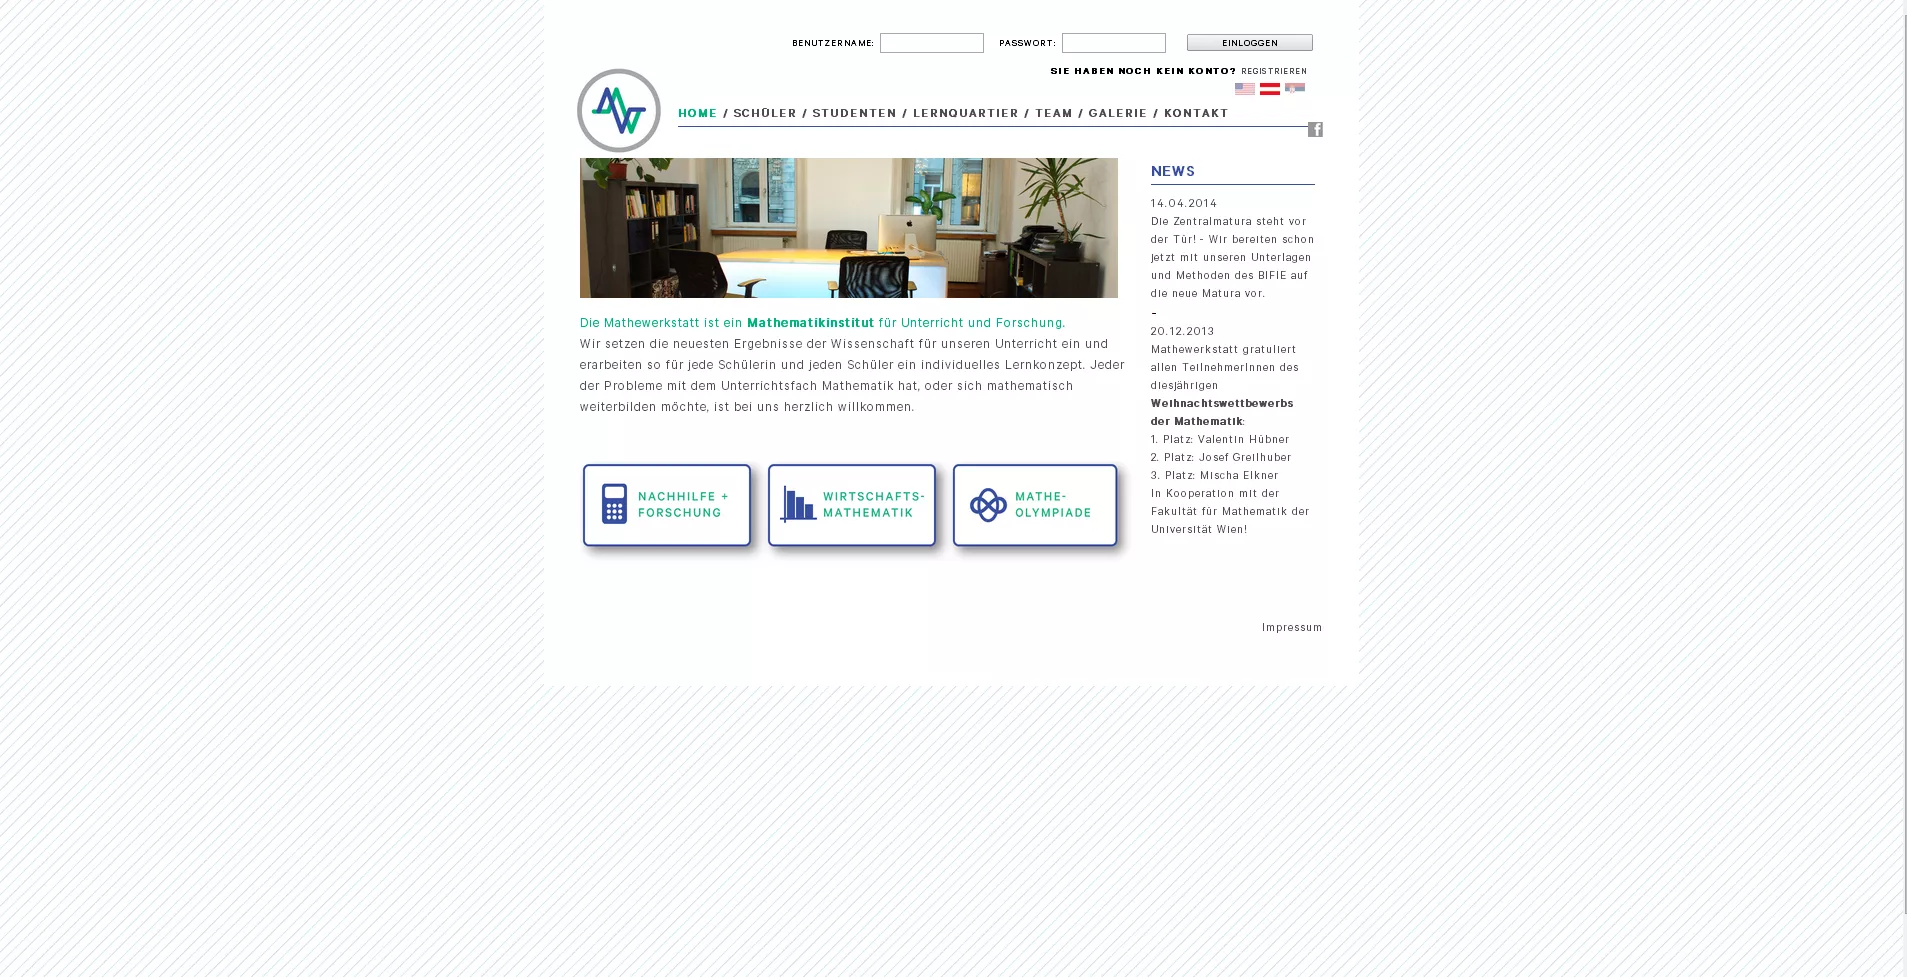 BENUTZERNAME:
PASSWORT:
EINLOGGEN
SIE HABEN NOCH KEIN KONTO? REGISTRIEREN
HOME / SCHÜLER / STUDENTEN / LERNQUARTIER / TEAM / GALERIE / KONTAKT
Die Mathewerkstatt ist ein Mathematikinstitut für Unterricht und Forschung.
Wir setzen die neuesten Ergebnisse der Wissenschaft für unseren Unterricht ein und
erarbeiten so für jede Schülerin und jeden Schüler ein individuelles Lernkonzept. Jeder
der Probleme mit dem Unterrichtsfach Mathematik hat, oder sich mathematisch
weiterbilden möchte, ist bei uns herzlich willkommen.
NACHHILFE +
FORSCHUNG
WIRTSCHAFTS-
MATHEMATIK
MATHE-
OLYMPIADE
NEWS
14.04.2014
Die Zentralmatura steht vor
der Tür! - Wir bereiten schon
jetzt mit unseren Unterlagen
und Methoden des BIFIE auf
die neue Matura vor.
-
20.12.2013
Mathewerkstatt gratuliert
allen TeilnehmerInnen des
diesjährigen
Weihnachtswettbewerbs
der Mathematik:
1. Platz: Valentin Hübner
2. Platz: Josef Greilhuber
3. Platz: Mischa Elkner
In Kooperation mit der
Fakultät für Mathematik der
Universität Wien!
Impressum